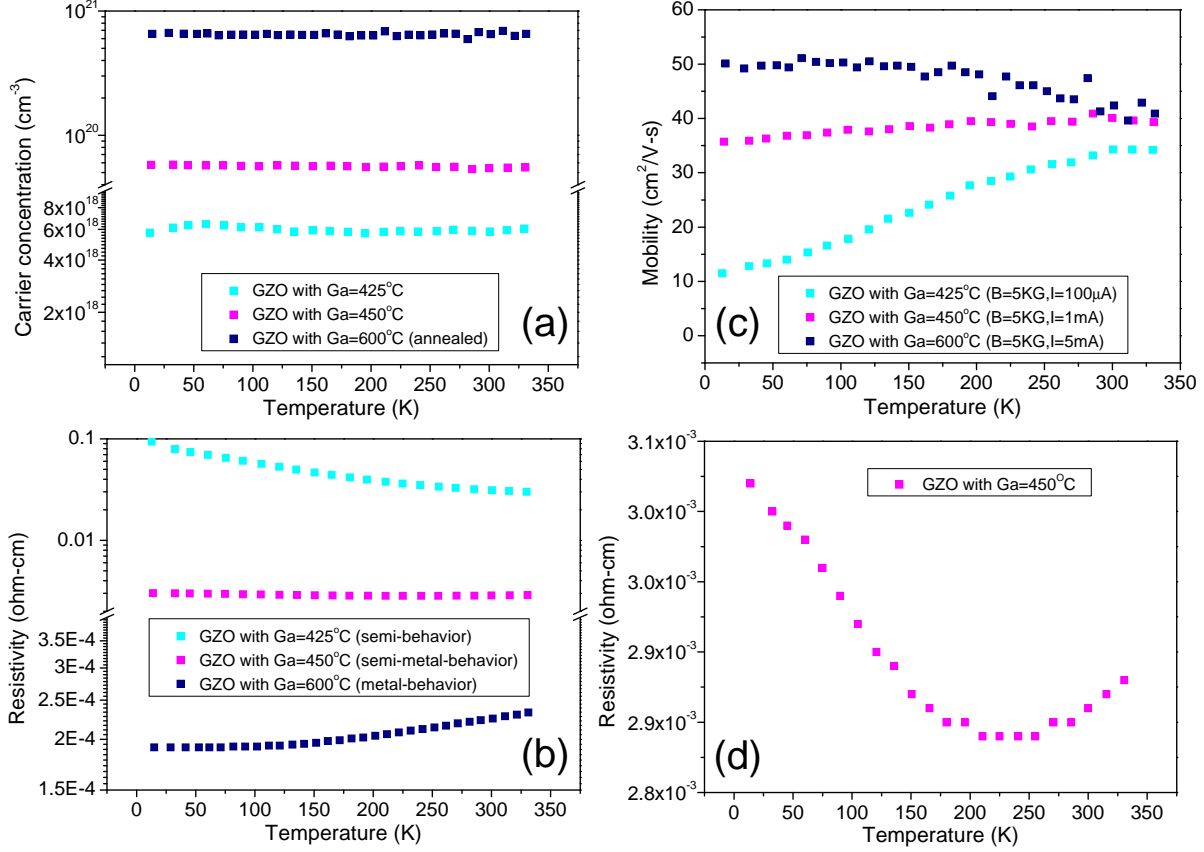 10²¹
10²⁰
8x10¹⁸
6x10¹⁸
4x10¹⁸
2x10¹⁸
Carrier concentration (cm⁻³)
GZO with Ga=425°C
GZO with Ga=450°C
GZO with Ga=600°C (annealed)
(a)
0 50 100 150 200 250 300 350
Temperature (K)
60
50
40
30
20
10
0
Mobility (cm²/V-s)
GZO with Ga=425°C (B=5KG,I=100μA)
GZO with Ga=450°C (B=5KG,I=1mA)
GZO with Ga=600°C (B=5KG,I=5mA)
(c)
0 50 100 150 200 250 300 350
Temperature (K)
0.1
0.01
3.5E-4
3E-4
2.5E-4
2E-4
1.5E-4
Resistivity (ohm-cm)
GZO with Ga=425°C (semi-behavior)
GZO with Ga=450°C (semi-metal-behavior)
GZO with Ga=600°C (metal-behavior)
(b)
0 50 100 150 200 250 300 350
Temperature (K)
3.1x10⁻³
3.0x10⁻³
3.0x10⁻³
2.9x10⁻³
2.9x10⁻³
2.8x10⁻³
Resistivity (ohm-cm)
GZO with Ga=450°C
(d)
0 50 100 150 200 250 300 350
Temperature (K)